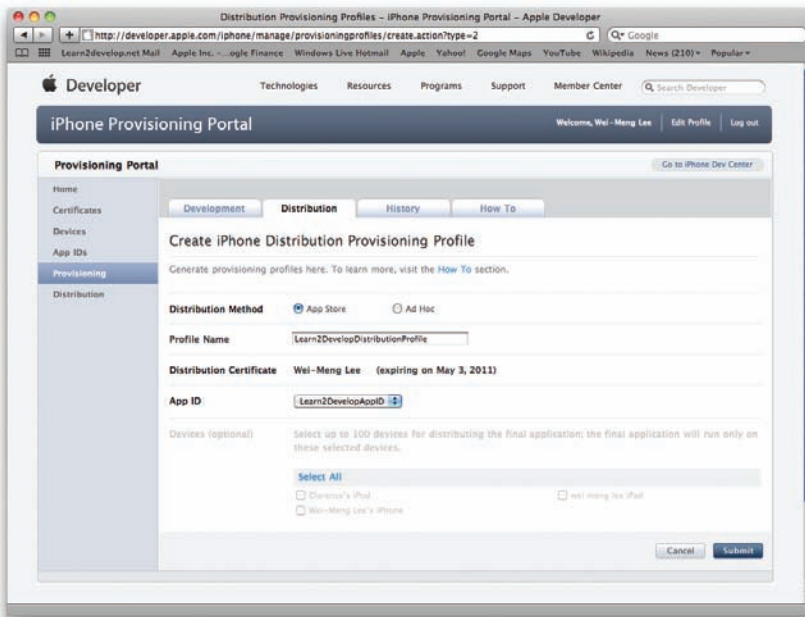 Distribution Provisioning Profiles – iPhone Provisioning Portal – Apple Developer
http://developer.apple.com/iphone/manage/provisioningprofiles/create.action?type=2
Google
Learn2develop.net Mail Apple Inc. -...ogle Finance Windows Live Hotmail Apple Yahoo! Google Maps YouTube Wikipedia News (210) Popular
Developer
Technologies Resources Programs Support Member Center Search Developer
iPhone Provisioning Portal
Welcome, Wei-Meng Lee Edit Profile Log out
Provisioning Portal
Go to iPhone Dev Center
Home
Certificates
Devices
App IDs
Provisioning
Distribution
Development Distribution History How To
Create iPhone Distribution Provisioning Profile
Generate provisioning profiles here. To learn more, visit the How To section.
Distribution Method App Store Ad Hoc
Profile Name Learn2DevelopDistributionProfile
Distribution Certificate Wei-Meng Lee (expiring on May 3, 2011)
App ID Learn2DevelopAppID
Devices (optional) Select up to 100 devices for distributing the final application; the final application will run only on
these selected devices.
Select All
Clarence's iPod wei meng lee iPad
Wei-Meng Lee's iPhone
Cancel Submit